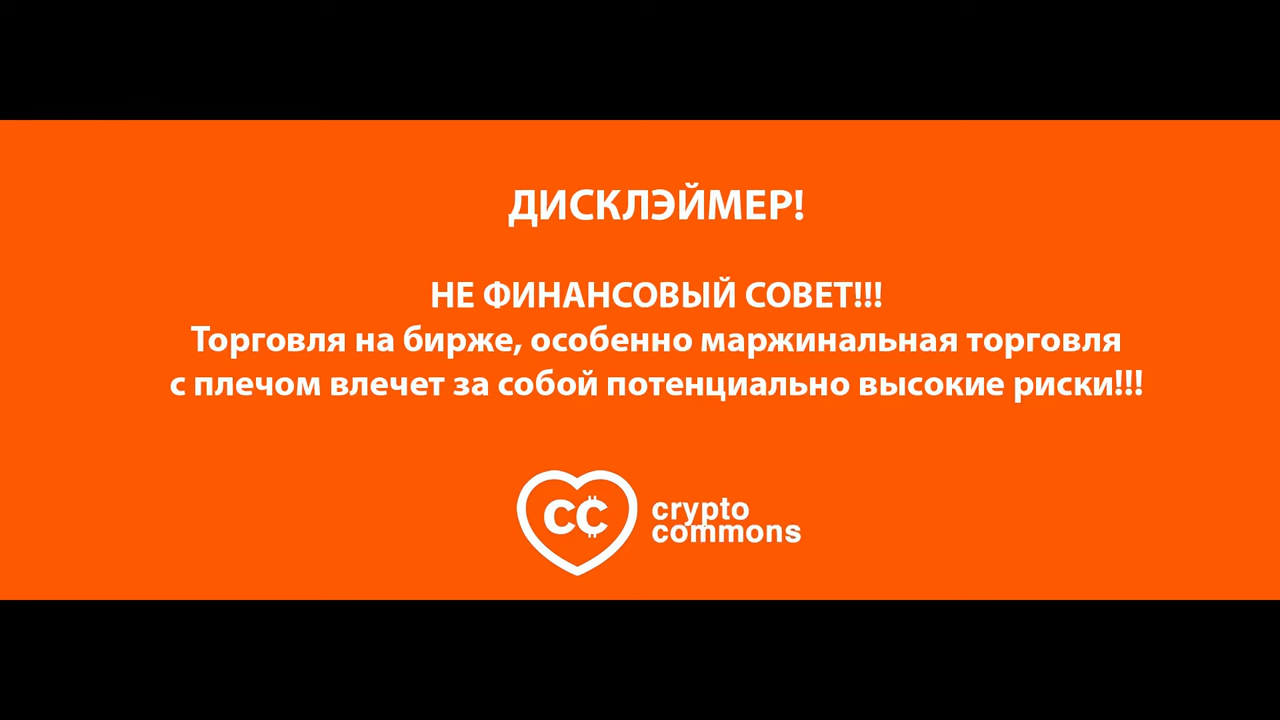 ДИСКЛЭЙМЕР!
НЕ ФИНАНСОВЫЙ СОВЕТ!!!
Торговля на бирже, особенно маржинальная торговля
с плечом влечет за собой потенциально высокие риски!!!
CC
crypto
commons